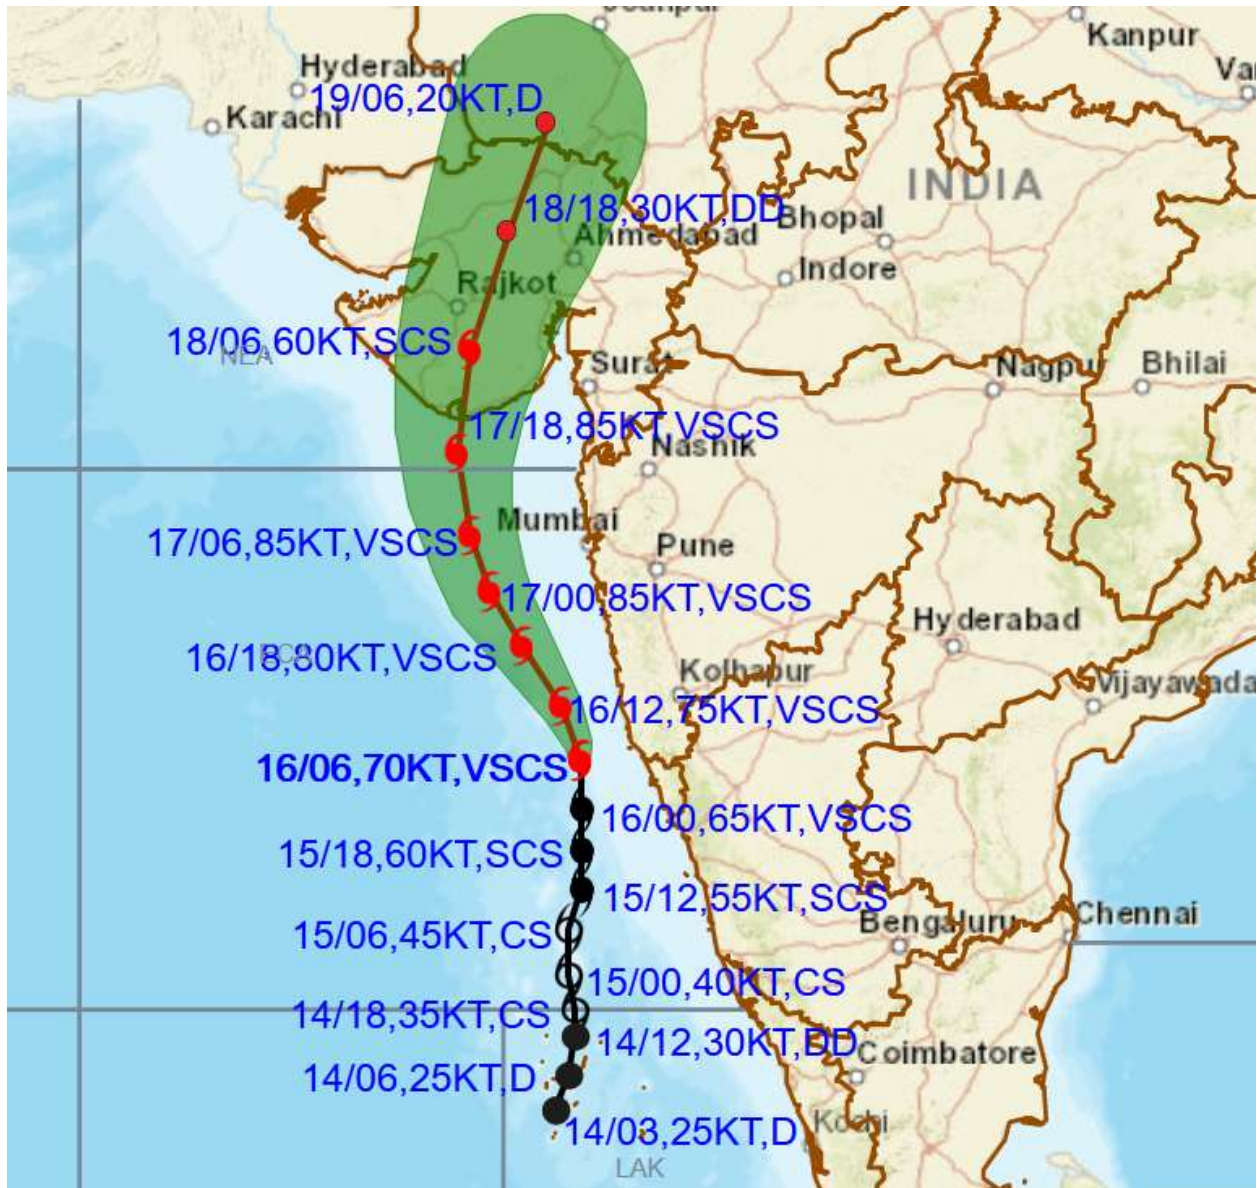 Kanpur
Hyderabad
19/06,20KT,D
Karachi
INDIA
18/18,30KT,DD
Bhopal
Ahmedabad
Indore
Rajkot
18/06,60KT,SCS
NEA
Surat
Nagpur
Bhilai
17/18,85KT,VSCS
Nashik
Mumbai
17/06,85KT,VSCS
Pune
17/00,85KT,VSCS
Hyderabad
16/18,80KT,VSCS
Kolhapur
Vijayawada
16/12,75KT,VSCS
16/06,70KT,VSCS
16/00,65KT,VSCS
15/18,60KT,SCS
15/12,55KT,SCS
Chennai
Bengaluru
15/06,45KT,CS
15/00,40KT,CS
14/18,35KT,CS
14/12,30KT,DD
Coimbatore
14/06,25KT,D
14/03,25KT,D
Kochi
LAK